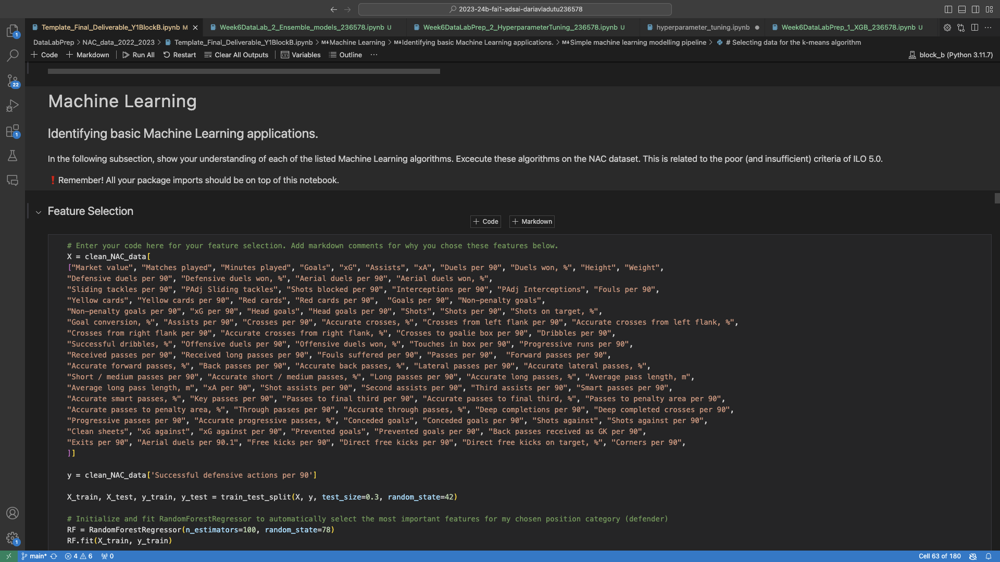 2023-24b-fai1-adsai-dariavladutu236578
Template_Final_Deliverable_Y1BlockB.ipynb M
Week6DataLab_2_Ensemble_models_236578.ipynb U
Week6DataLabPrep_2_HyperparameterTuning_236578.ipynb U
hyperparameter_tuning.ipynb
Week6DataLabPrep_1_XGB_236578.ipynb U
DataLabPrep > NAC_data_2022_2023 > Template_Final_Deliverable_Y1BlockB.ipynb > M↓Machine Learning > M↓Identifying basic Machine Learning applications. > M↓Simple machine learning modelling pipeline > # Selecting data for the k-means algorithm
+ Code + Markdown Run All Restart Clear All Outputs Variables Outline ···
block_b (Python 3.11.7)
1
22
1
Machine Learning
Identifying basic Machine Learning applications.
In the following subsection, show your understanding of each of the listed Machine Learning algorithms. Excecute these algorithms on the NAC dataset. This is related to the poor (and insufficient) criteria of ILO 5.0.
❗ Remember! All your package imports should be on top of this notebook.
Feature Selection
+ Code + Markdown
# Enter your code here for your feature selection. Add markdown comments for why you chose these features below.
X = clean_NAC_data[
["Market value", "Matches played", "Minutes played", "Goals", "xG", "Assists", "xA", "Duels per 90", "Duels won, %", "Height", "Weight",
"Defensive duels per 90", "Defensive duels won, %", "Aerial duels per 90", "Aerial duels won, %",
"Sliding tackles per 90", "PAdj Sliding tackles", "Shots blocked per 90", "Interceptions per 90", "PAdj Interceptions", "Fouls per 90",
"Yellow cards", "Yellow cards per 90", "Red cards", "Red cards per 90",  "Goals per 90", "Non-penalty goals",
"Non-penalty goals per 90", "xG per 90", "Head goals", "Head goals per 90", "Shots", "Shots per 90", "Shots on target, %",
"Goal conversion, %", "Assists per 90", "Crosses per 90", "Accurate crosses, %", "Crosses from left flank per 90", "Accurate crosses from left flank, %",
"Crosses from right flank per 90", "Accurate crosses from right flank, %", "Crosses to goalie box per 90", "Dribbles per 90",
"Successful dribbles, %", "Offensive duels per 90", "Offensive duels won, %", "Touches in box per 90", "Progressive runs per 90",
"Received passes per 90", "Received long passes per 90", "Fouls suffered per 90", "Passes per 90",  "Forward passes per 90",
"Accurate forward passes, %", "Back passes per 90", "Accurate back passes, %", "Lateral passes per 90", "Accurate lateral passes, %",
"Short / medium passes per 90", "Accurate short / medium passes, %", "Long passes per 90", "Accurate long passes, %", "Average pass length, m",
"Average long pass length, m", "xA per 90", "Shot assists per 90", "Second assists per 90", "Third assists per 90", "Smart passes per 90",
"Accurate smart passes, %", "Key passes per 90", "Passes to final third per 90", "Accurate passes to final third, %", "Passes to penalty area per 90",
"Accurate passes to penalty area, %", "Through passes per 90", "Accurate through passes, %", "Deep completions per 90", "Deep completed crosses per 90",
"Progressive passes per 90", "Accurate progressive passes, %", "Conceded goals", "Conceded goals per 90", "Shots against", "Shots against per 90",
"Clean sheets", "xG against", "xG against per 90", "Prevented goals", "Prevented goals per 90", "Back passes received as GK per 90",
"Exits per 90", "Aerial duels per 90.1", "Free kicks per 90", "Direct free kicks per 90", "Direct free kicks on target, %", "Corners per 90",
]]
y = clean_NAC_data['Successful defensive actions per 90']
X_train, X_test, y_train, y_test = train_test_split(X, y, test_size=0.3, random_state=42)
# Initialize and fit RandomForestRegressor to automatically select the most important features for my chosen position category (defender)
RF = RandomForestRegressor(n_estimators=100, random_state=78)
RF.fit(X_train, y_train)
1
main* 4 6 0
Cell 63 of 180